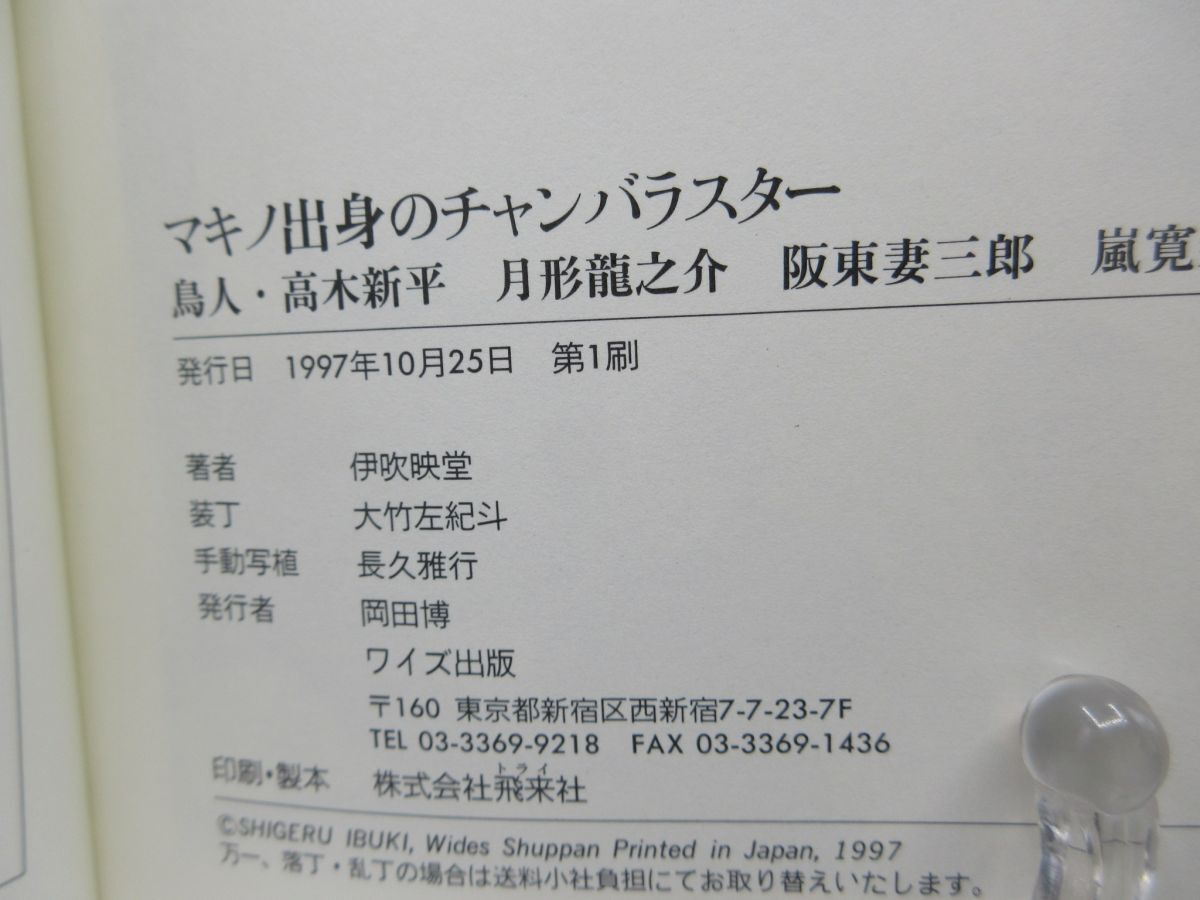 マキノ出身のチャンバラスター
鳥人・高木新平　月形龍之介　阪東妻三郎　嵐寛
発行日　1997年10月25日　第1刷
著者　伊吹映堂
装丁　大竹左紀斗
手動写植　長久雅行
発行者　岡田博
ワイズ出版
〒160 東京都新宿区西新宿7-7-23-7F
TEL 03-3369-9218　FAX 03-3369-1436
トライ
印刷・製本　株式会社飛来社
©SHIGERU IBUKI, Wides Shuppan Printed in Japan, 1997
万一、落丁・乱丁の場合は送料小社負担にてお取り替えいたします。